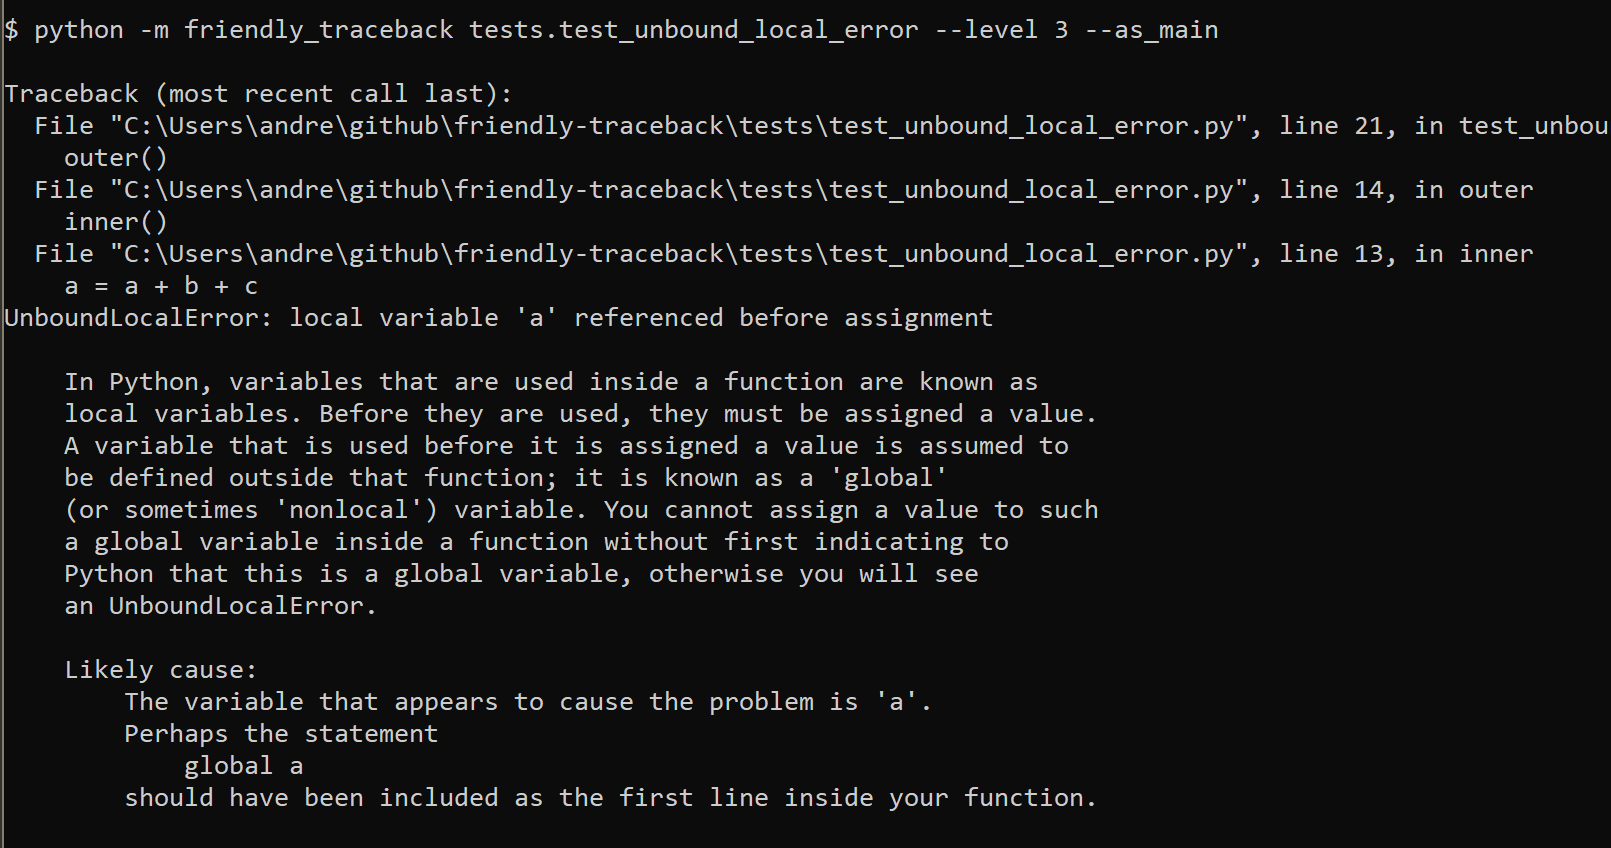 $ python -m friendly_traceback tests.test_unbound_local_error --level 3 --as_main
Traceback (most recent call last):
  File "C:\Users\andre\github\friendly-traceback\tests\test_unbound_local_error.py", line 21, in test_unbou
    outer()
  File "C:\Users\andre\github\friendly-traceback\tests\test_unbound_local_error.py", line 14, in outer
    inner()
  File "C:\Users\andre\github\friendly-traceback\tests\test_unbound_local_error.py", line 13, in inner
    a = a + b + c
UnboundLocalError: local variable 'a' referenced before assignment
    In Python, variables that are used inside a function are known as
    local variables. Before they are used, they must be assigned a value.
    A variable that is used before it is assigned a value is assumed to
    be defined outside that function; it is known as a 'global'
    (or sometimes 'nonlocal') variable. You cannot assign a value to such
    a global variable inside a function without first indicating to
    Python that this is a global variable, otherwise you will see
    an UnboundLocalError.
    Likely cause:
        The variable that appears to cause the problem is 'a'.
        Perhaps the statement
            global a
        should have been included as the first line inside your function.